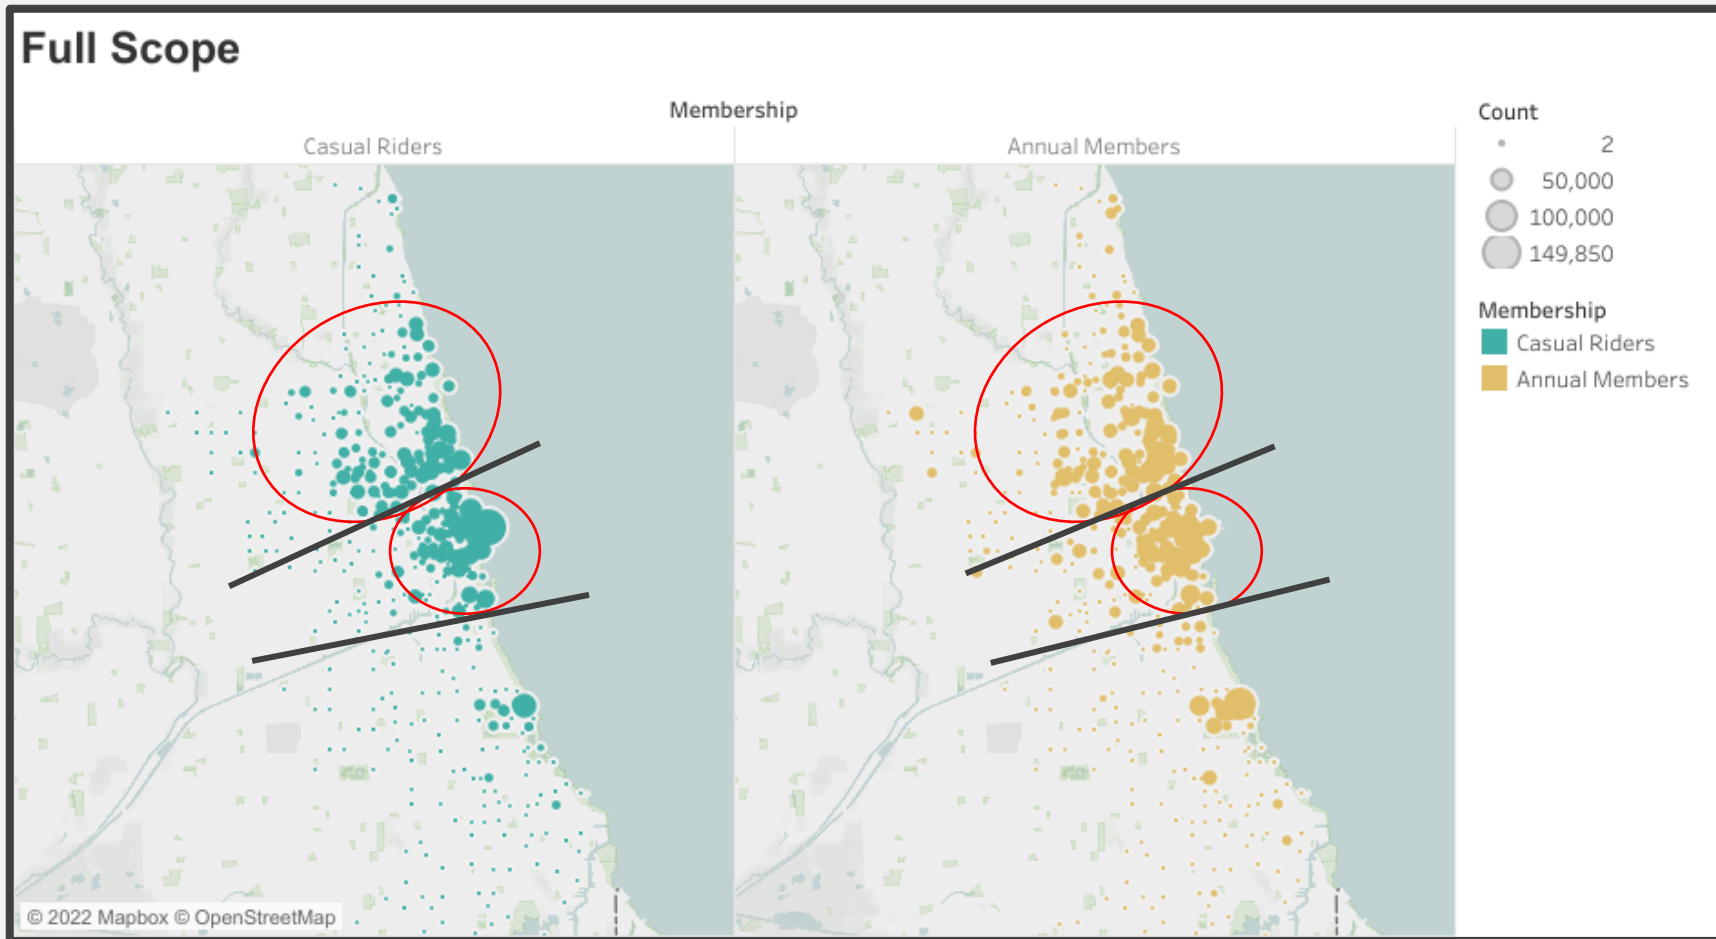 Full Scope
Membership
Casual Riders
Annual Members
Count
2
50,000
100,000
149,850
Membership
Casual Riders
Annual Members
© 2022 Mapbox © OpenStreetMap